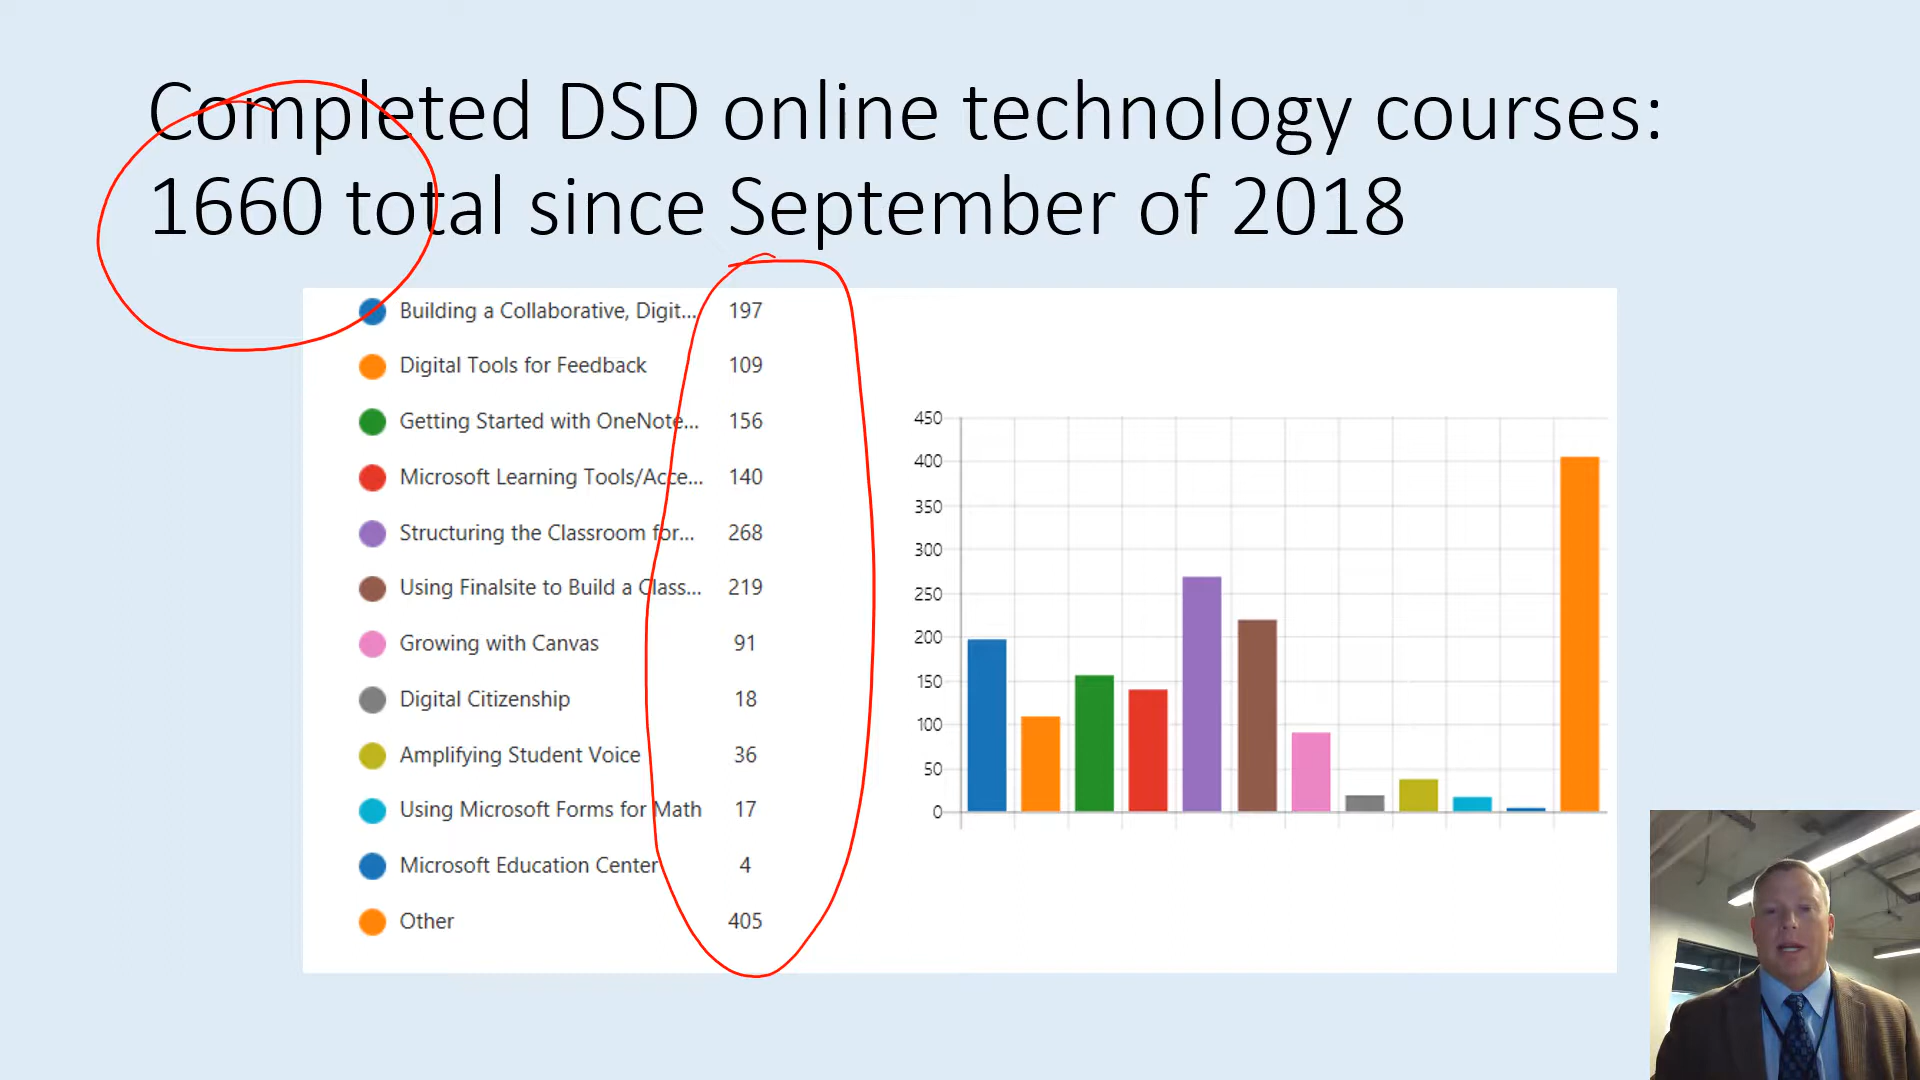 Completed DSD online technology courses:
1660 total since September of 2018
Building a Collaborative, Digit... 197
Digital Tools for Feedback 109
Getting Started with OneNote... 156
Microsoft Learning Tools/Acce... 140
Structuring the Classroom for... 268
Using Finalsite to Build a Class... 219
Growing with Canvas 91
Digital Citizenship 18
Amplifying Student Voice 36
Using Microsoft Forms for Math 17
Microsoft Education Center 4
Other 405
450
400
350
300
250
200
150
100
50
0